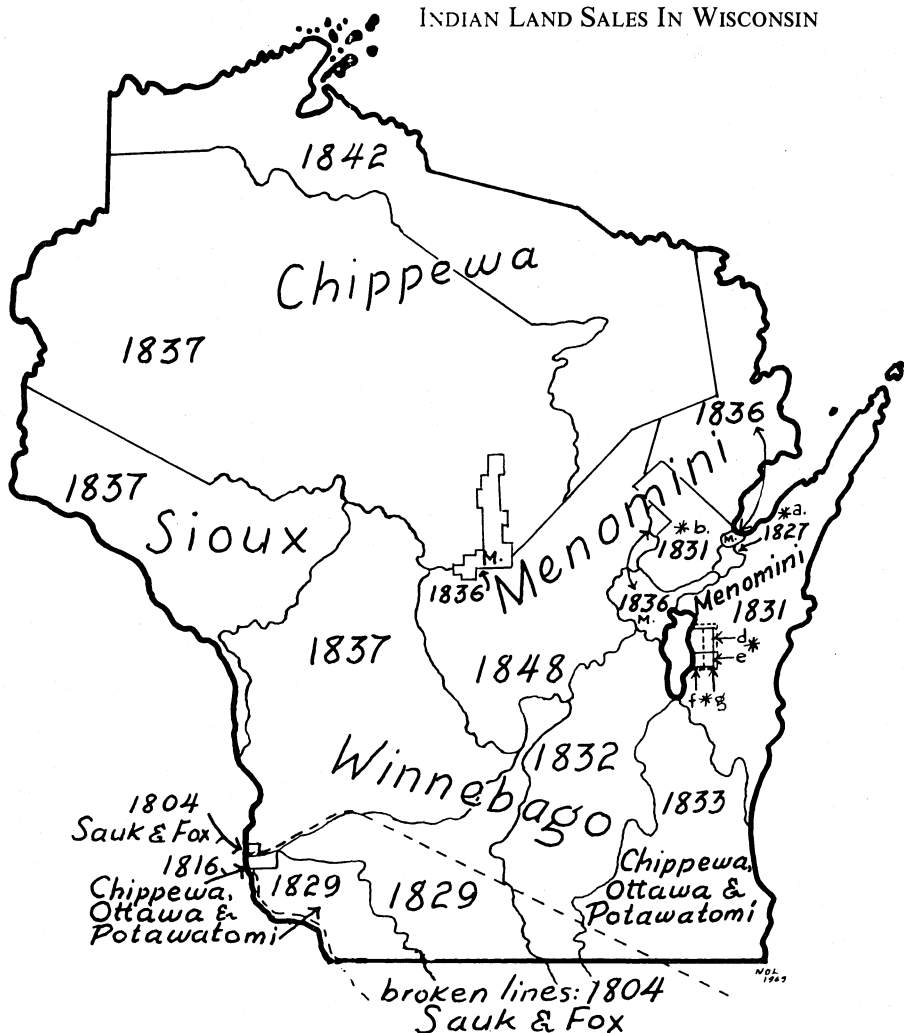 INDIAN LAND SALES IN WISCONSIN
1842
Chippewa
1837
1836
1837
Sioux
Menomini
*a.
1827
*b.
1831
M.
M.
1836
1836
M.
Menomini
1831
d
*
e
f*g
1837
1848
Winnebago
1832
1833
1804
Sauk & Fox
1816
Chippewa,
Ottawa &
Potawatomi
1829
1829
Chippewa,
Ottawa &
Potawatomi
broken lines: 1804
Sauk & Fox
NOL
1969